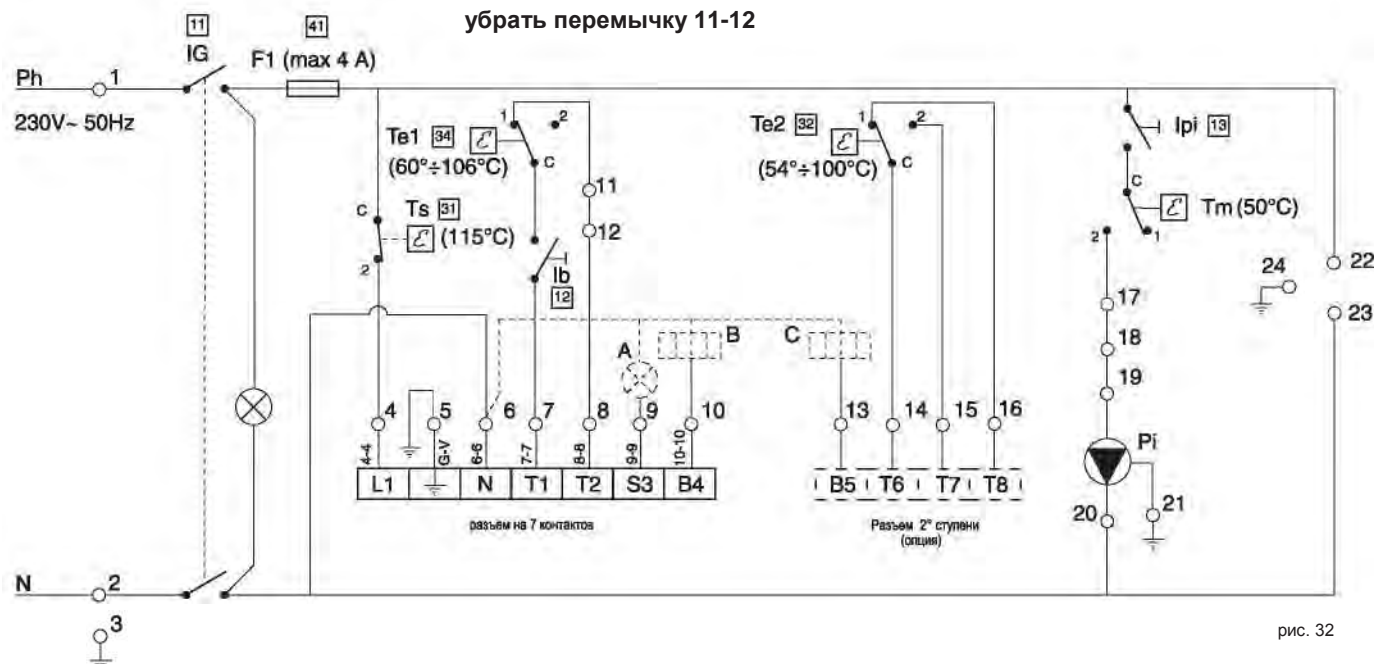 убрать перемычку 11-12
11
41
IG
F1 (max 4 A)
Ph
1
230V~ 50Hz
Te1 34
(60°÷106°C)
1
2
C
11
12
Te2 32
(54°÷100°C)
1
2
C
Ipi 13
C
Tm (50°C)
2
1
C
Ts 31
(115°C)
2
Ib
12
24
22
23
17
18
19
A
B
C
4
5
6
7
8
9
10
13
14
15
16
4-4
G-V
6-6
7-7
8-8
9-9
10-10
L1
N
T1
T2
S3
B4
B5
T6
T7
T8
разъём на 7 контактов
Разъем 2° ступени
(опция)
Pi
20
21
N
2
3
рис. 32